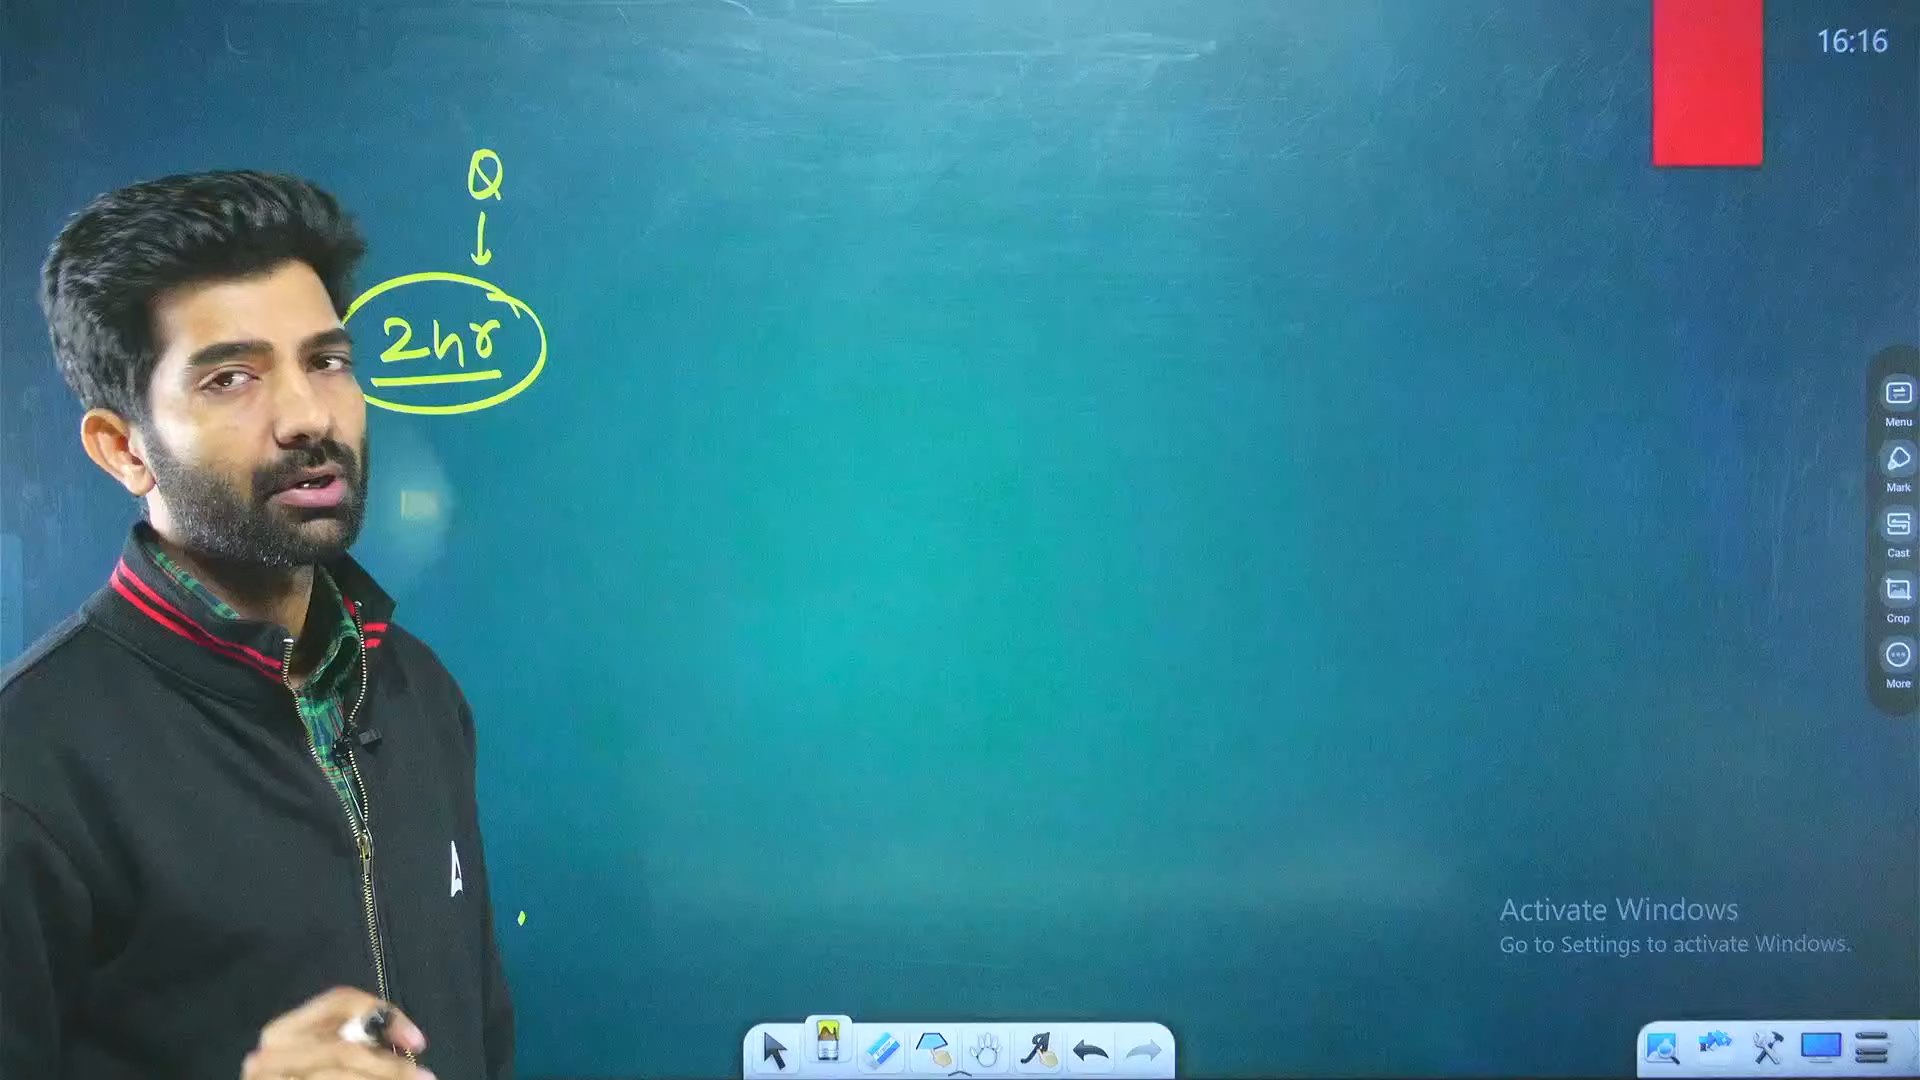 16:16
Q
2hr
Menu
Mark
Cast
Crop
More
Activate Windows
Go to Settings to activate Windows.